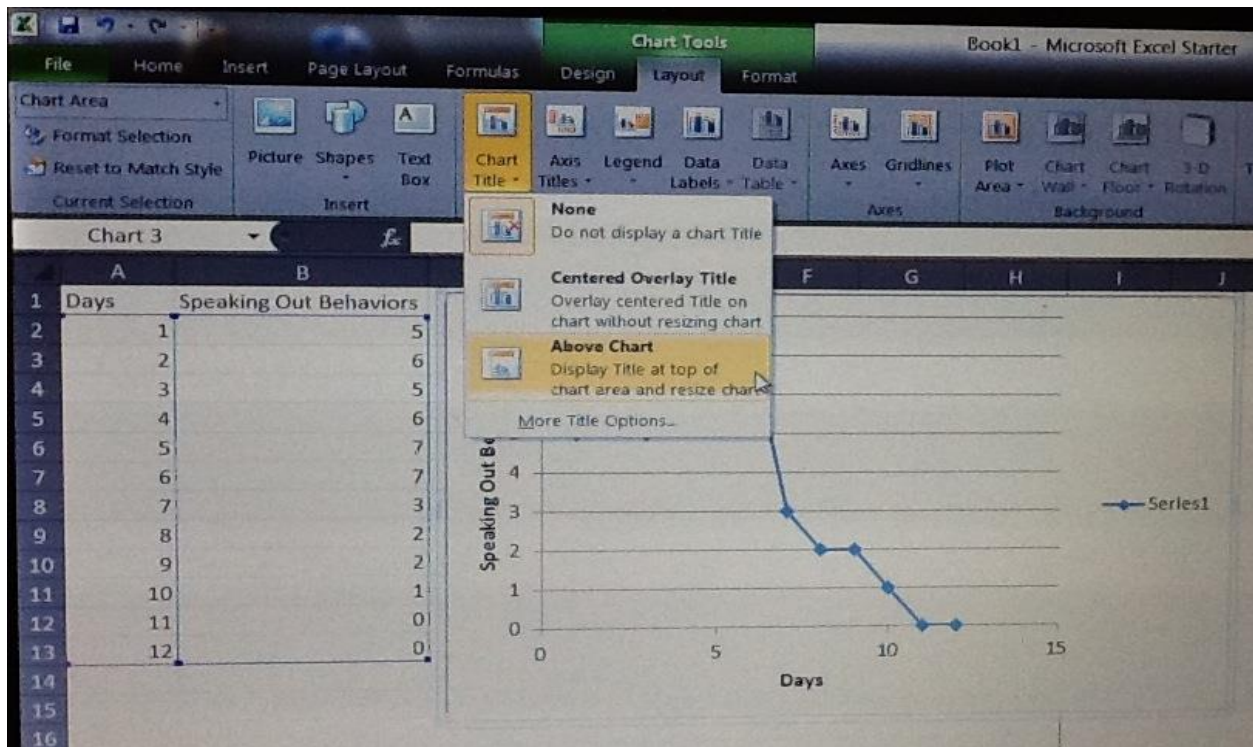 Chart Tools
Book1 - Microsoft Excel Starter
File Home Insert Page Layout Formulas Design Layout Format
Chart Area
Format Selection
Reset to Match Style
Current Selection
Picture Shapes Text Box
Insert
Chart Title Axis Titles Legend Data Labels Data Table
Axes Gridlines
Axes
Plot Area Chart Wall Chart Floor 3-D Rotation
Background
Chart 3 fx
None
Do not display a chart Title
Centered Overlay Title
Overlay centered Title on
chart without resizing chart
Above Chart
Display Title at top of
chart area and resize chart
More Title Options...
A B F G H I J
1 Days Speaking Out Behaviors
2 1 5
3 2 6
4 3 5
5 4 6
6 5 7
7 6 7
8 7 3
9 8 2
10 9 2
11 10 1
12 11 0
13 12 0
14
15
16
Speaking Out Be
4
3
2
1
0
0 5 10 15
Days
Series1